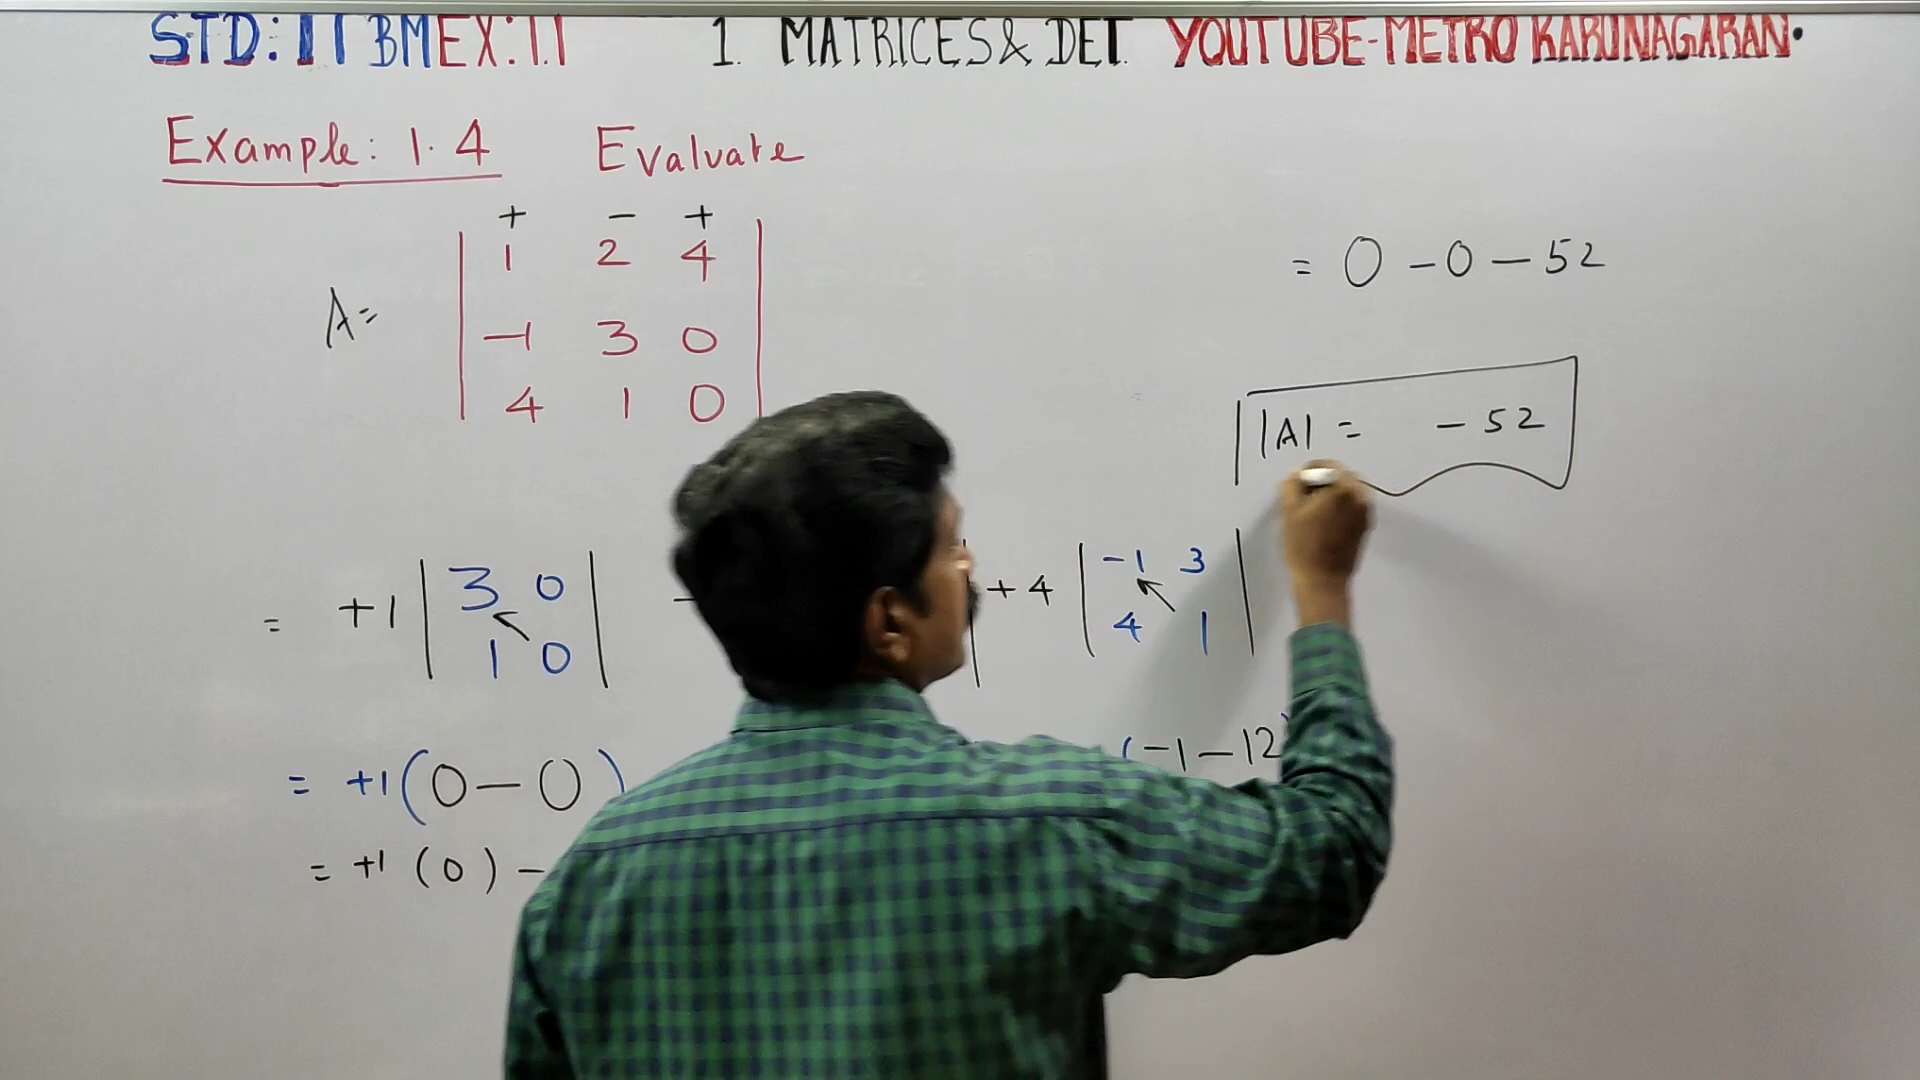 STD: 11 BM EX: 1.1 1. MATRICES & DET. YOUTUBE-METRO KARUNAGARAN.
Example: 1.4 Evaluate
+ - +
A = | 1 2 4 |
| -1 3 0 |
| 4 1 0 |
= +1 | 3 0 | - | + 4 | -1 3 |
| 1 0 | | 4 1 |
= +1 (0 - 0) (-1 - 12)
= +1 (0) -
= 0 - 0 - 52
|A| = - 52